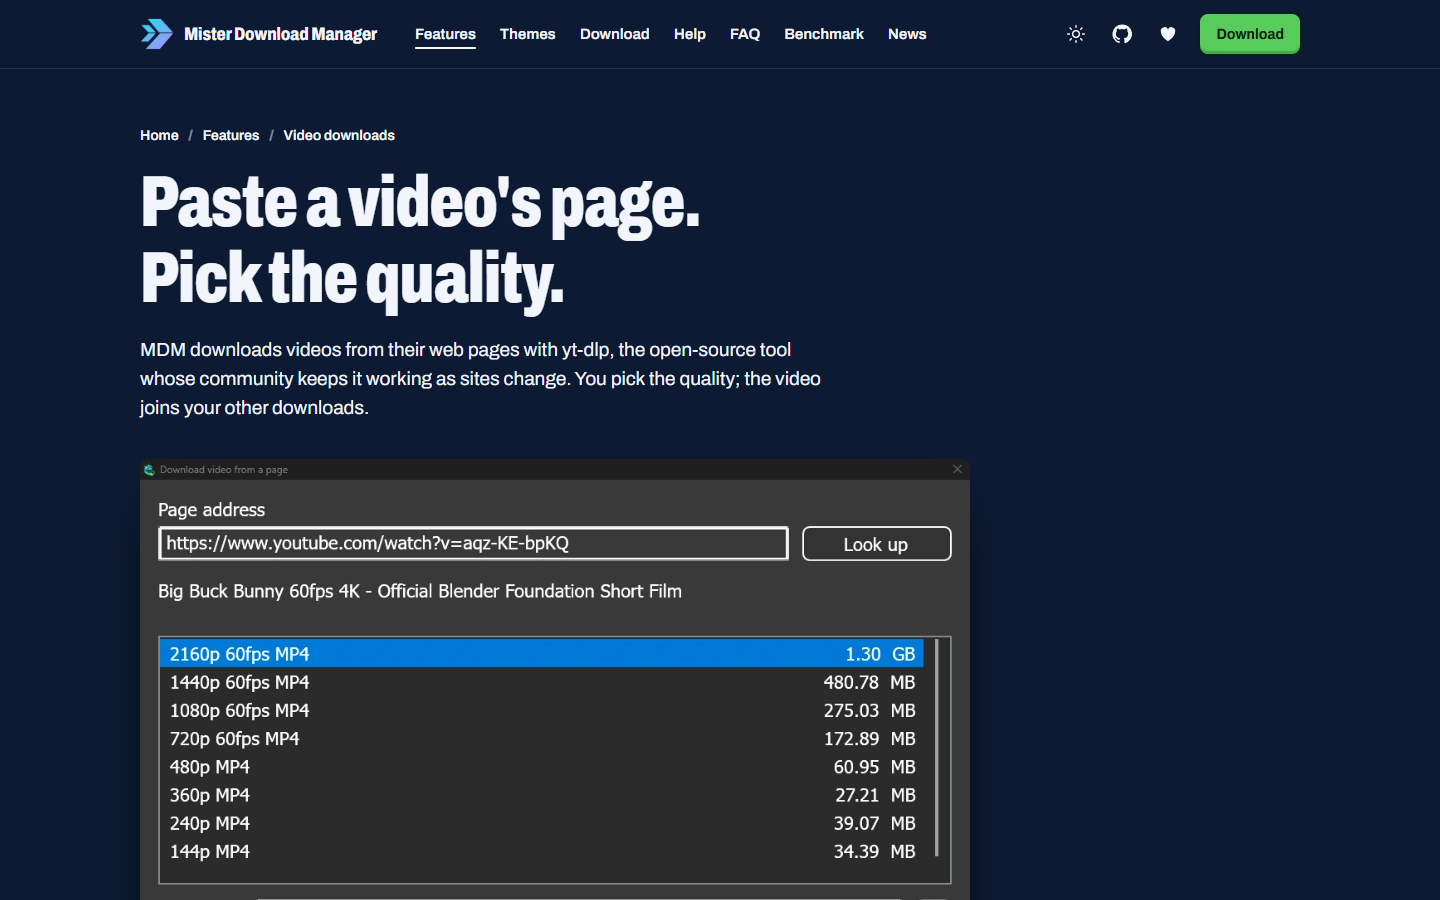 Mister Download Manager
Features
Themes
Download
Help
FAQ
Benchmark
News
Download
Home / Features / Video downloads
Paste a video's page.
Pick the quality.
MDM downloads videos from their web pages with yt-dlp, the open-source tool
whose community keeps it working as sites change. You pick the quality; the video
joins your other downloads.
Download video from a page
Page address
https://www.youtube.com/watch?v=aqz-KE-bpKQ
Look up
Big Buck Bunny 60fps 4K - Official Blender Foundation Short Film
2160p 60fps MP4 1.30 GB
1440p 60fps MP4 480.78 MB
1080p 60fps MP4 275.03 MB
720p 60fps MP4 172.89 MB
480p MP4 60.95 MB
360p MP4 27.21 MB
240p MP4 39.07 MB
144p MP4 34.39 MB